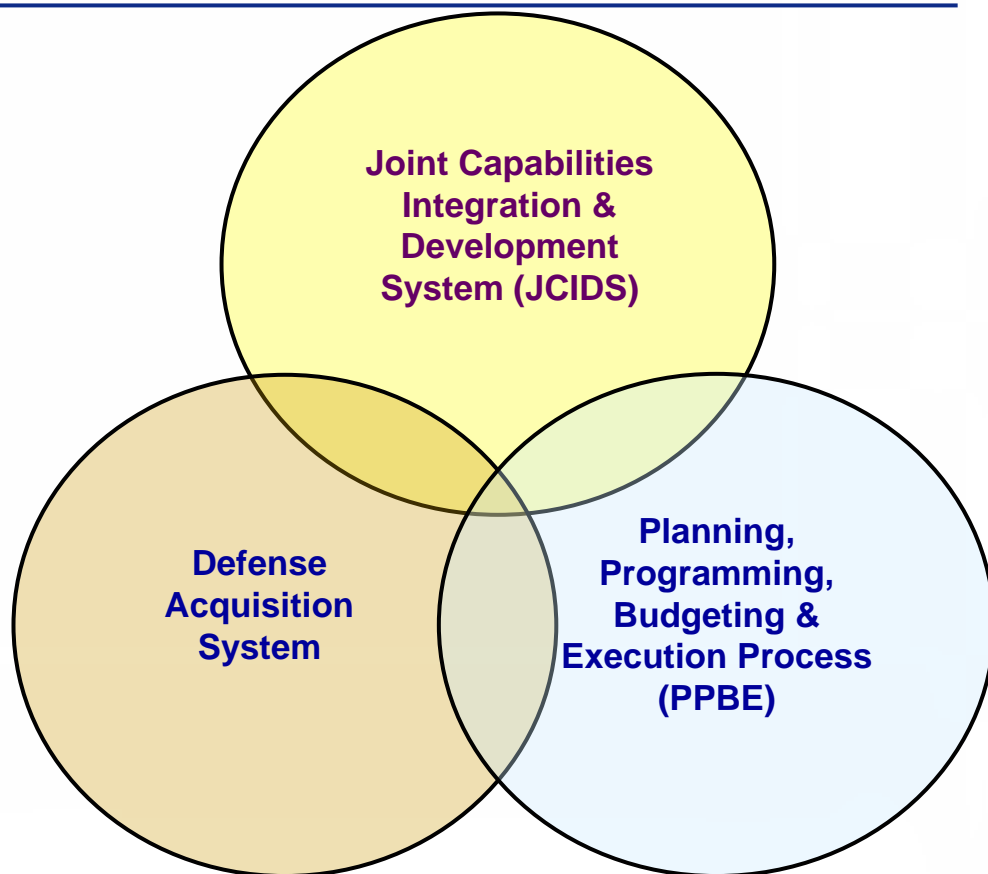 Joint Capabilities
Integration &
Development
System (JCIDS)
Defense
Acquisition
System
Planning,
Programming,
Budgeting &
Execution Process
(PPBE)